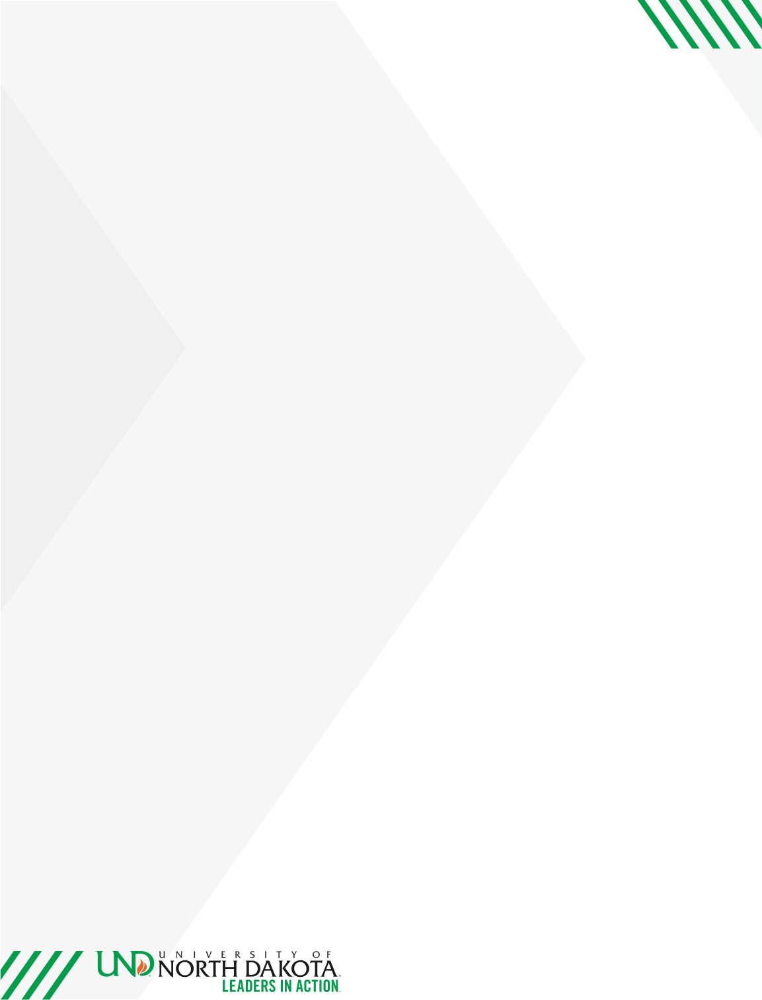 UND UNIVERSITY OF
NORTH DAKOTA.
LEADERS IN ACTION